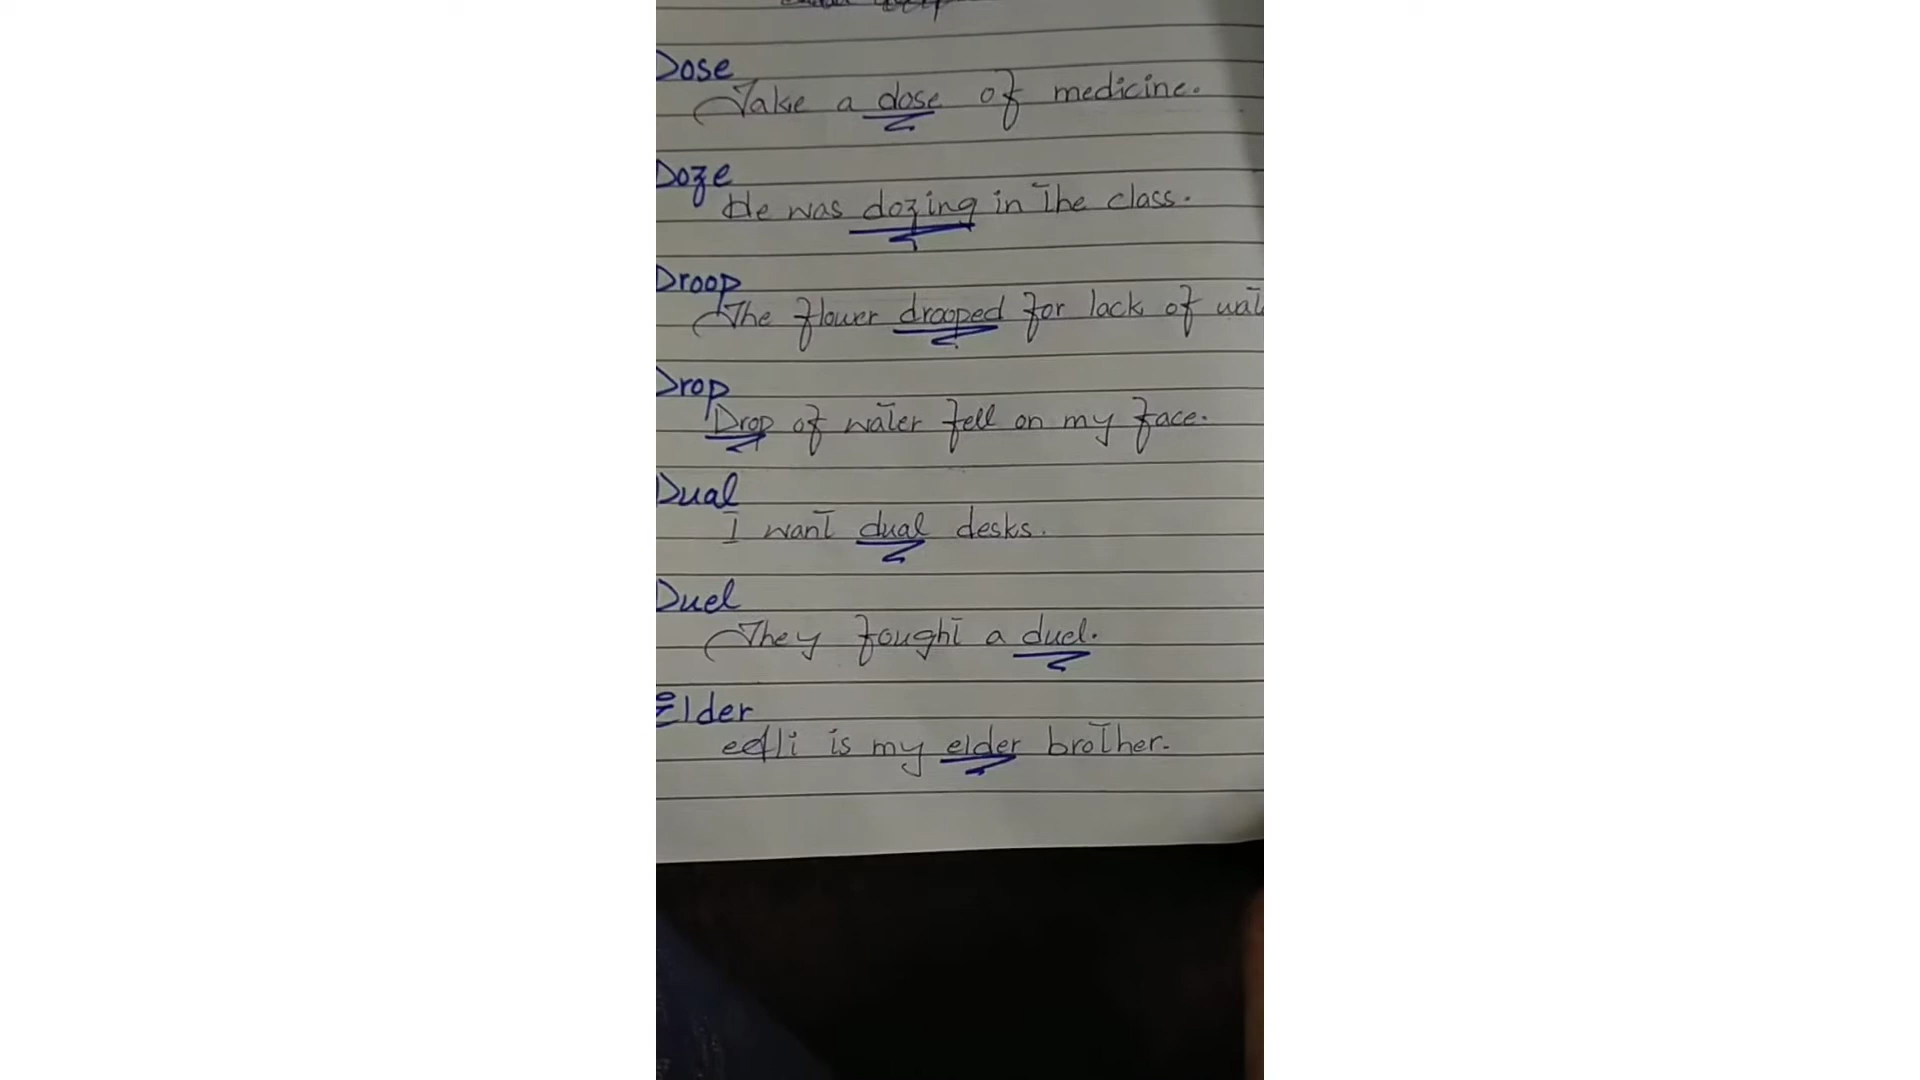 Dose
Take a dose of medicine.
Doze
He was dozing in the class.
Droop
The flower drooped for lack of
Drop
Drop of water fell on my face.
Dual
I want dual desks.
Duel
They fought a duel.
Elder
is my elder brother.